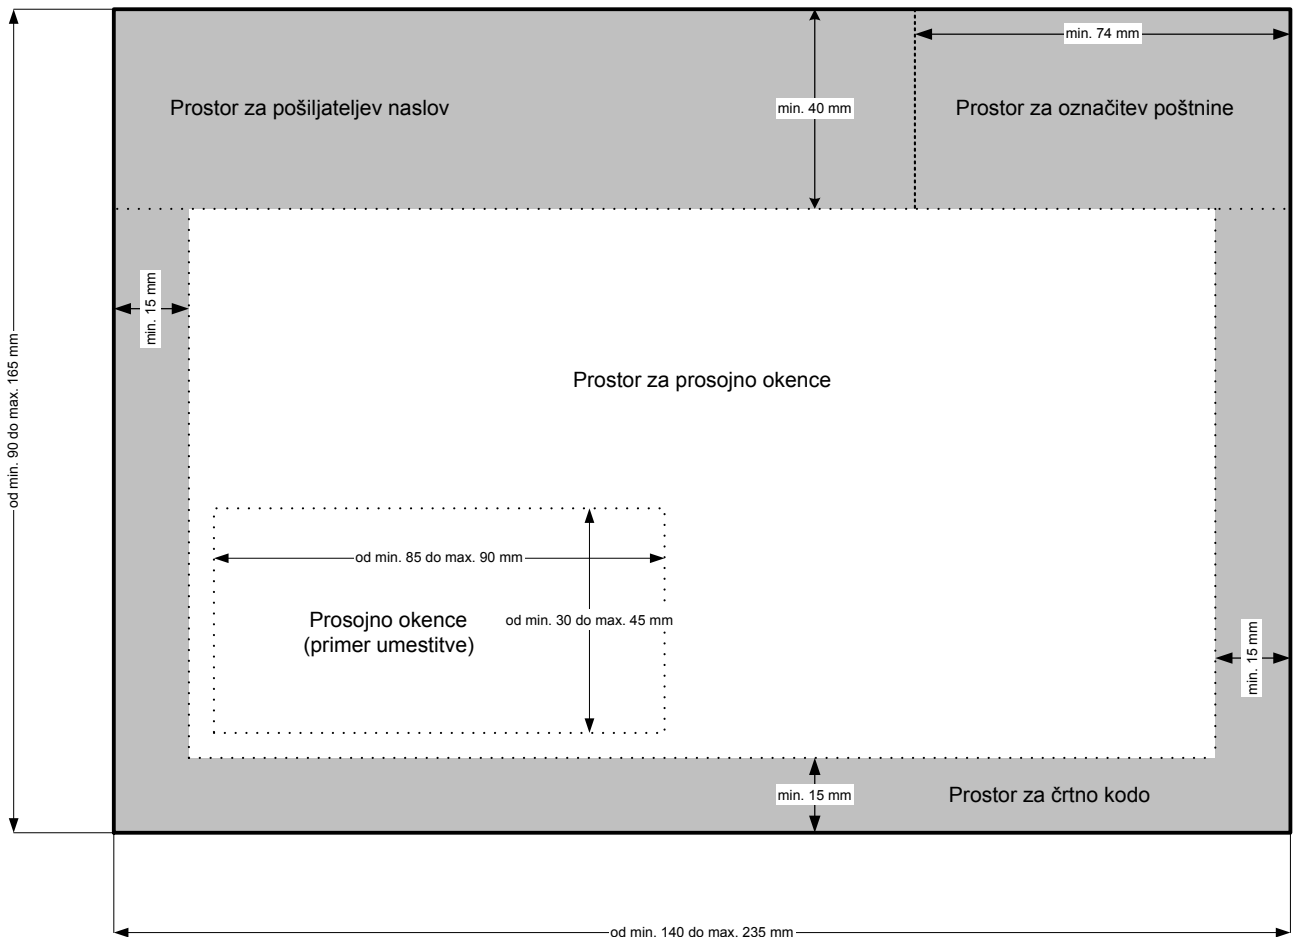 min. 74 mm
Prostor za pošiljateljev naslov
min. 40 mm
Prostor za označitev poštnine
min. 15 mm
od min. 90 do max. 165 mm
Prostor za prosojno okence
od min. 85 do max. 90 mm
Prosojno okence
(primer umestitve)
od min. 30 do max. 45 mm
min. 15 mm
min. 15 mm
Prostor za črtno kodo
od min. 140 do max. 235 mm